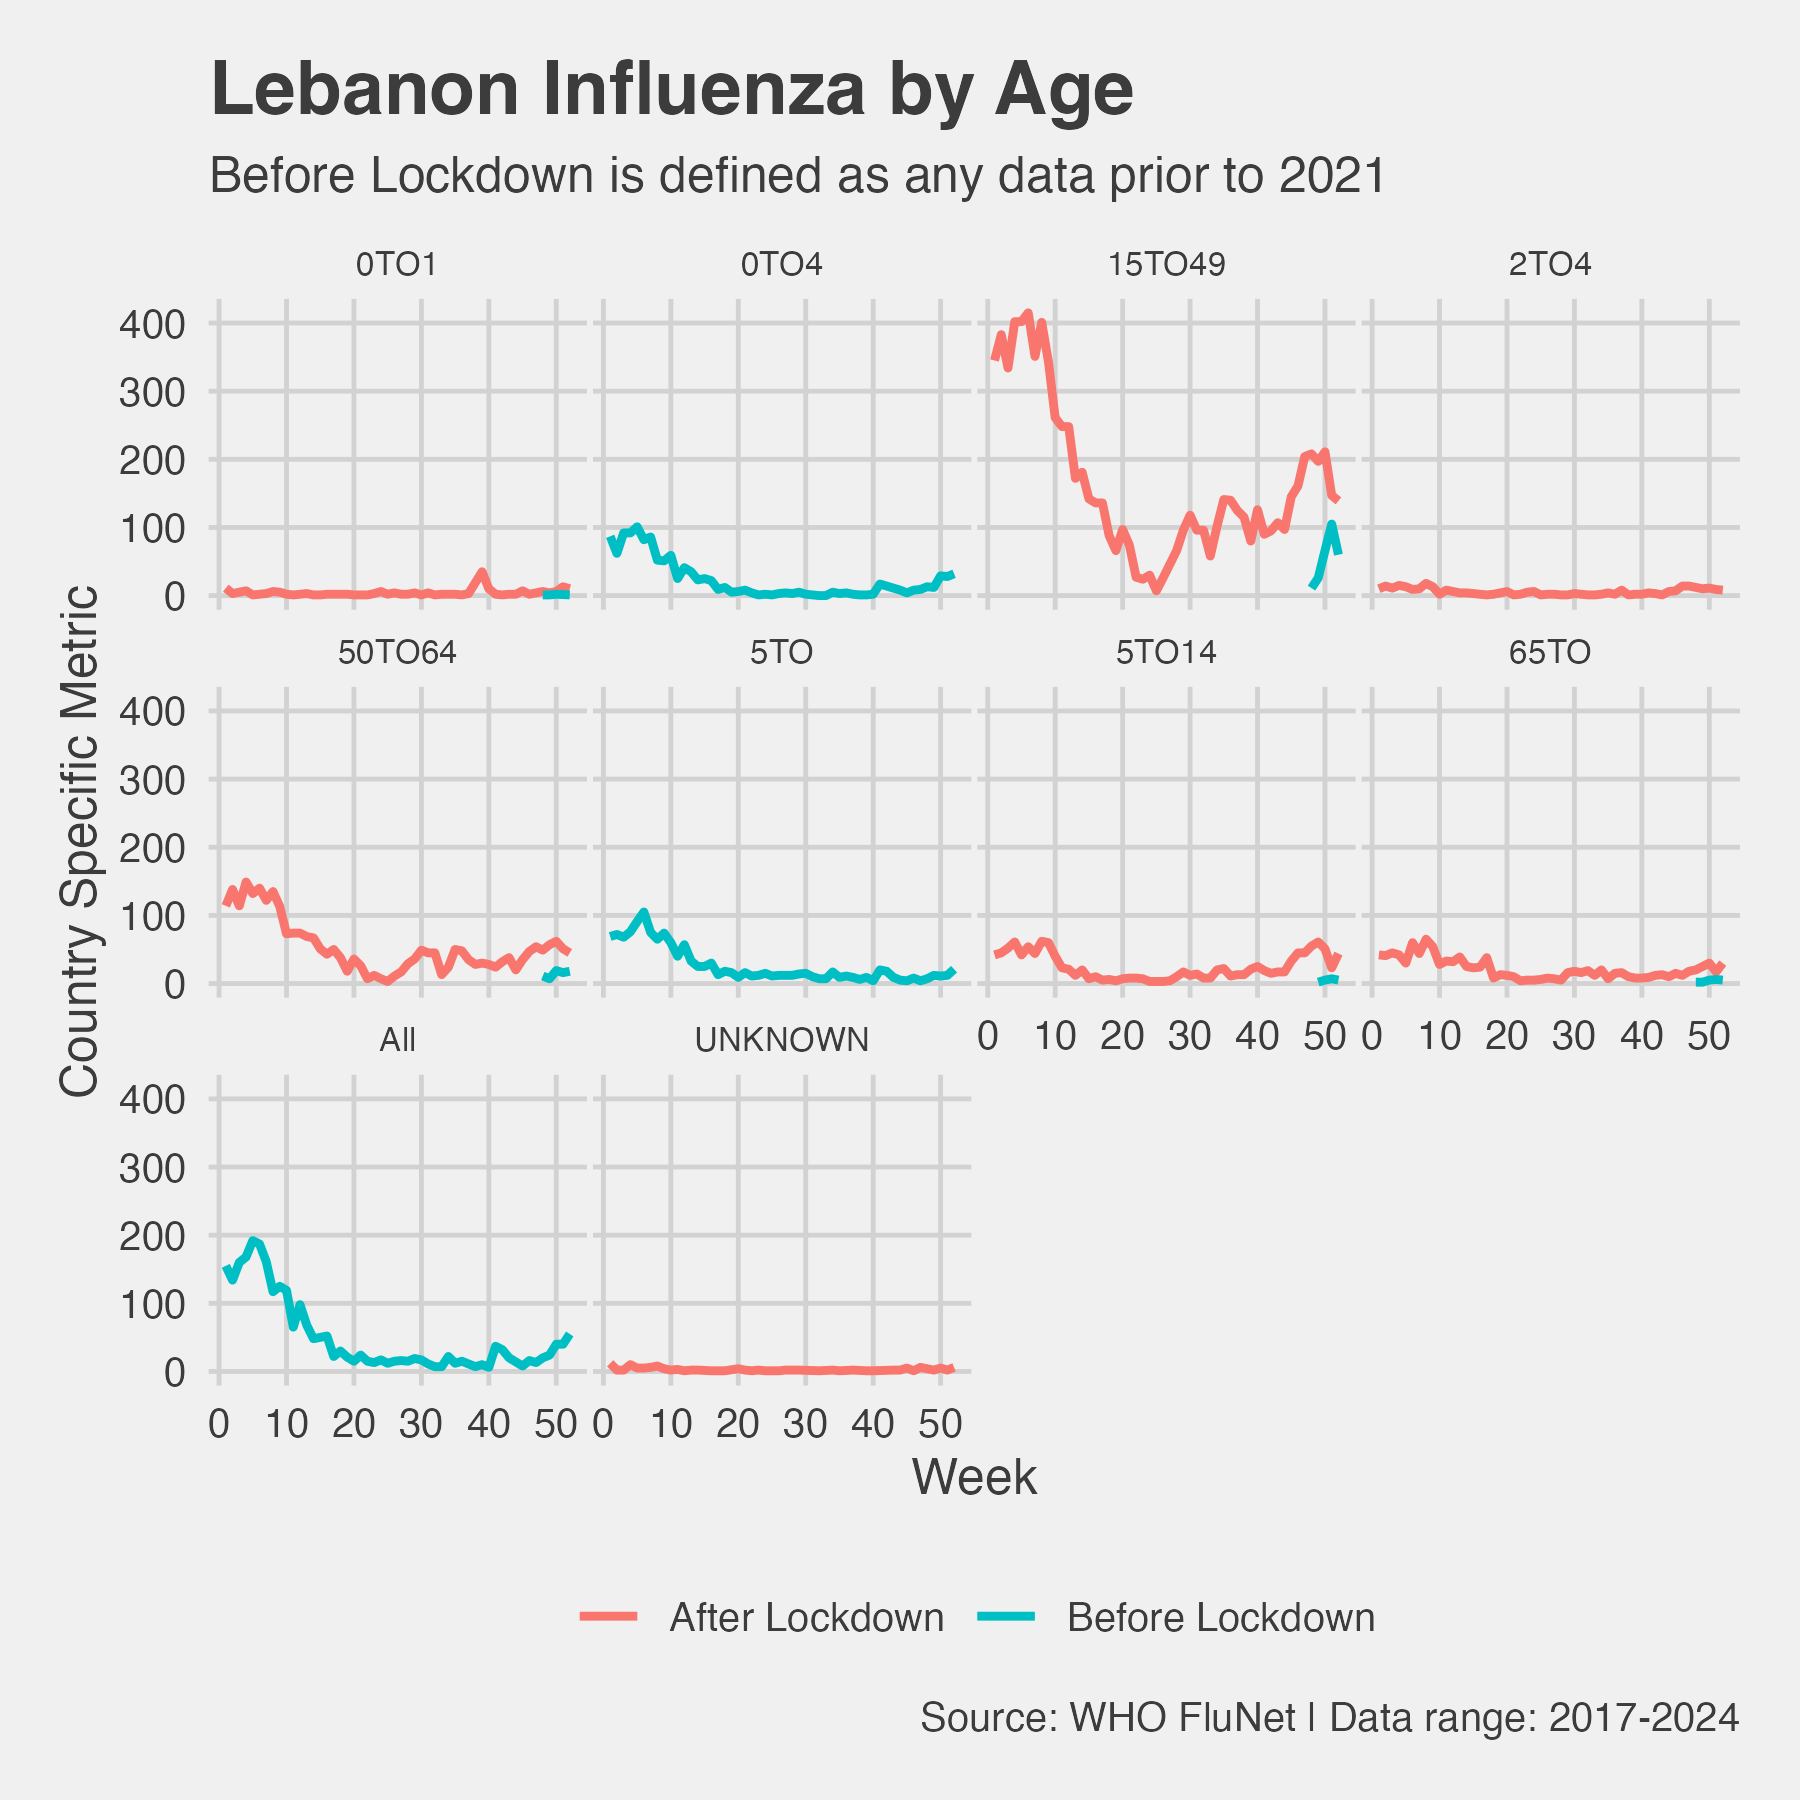 Lebanon Influenza by Age
Before Lockdown is defined as any data prior to 2021
0TO1 0TO4 15TO49 2TO4
400
300
200
100
0
50TO64 5TO 5TO14 65TO
400
300
200
100
0
0 10 20 30 40 50 0 10 20 30 40 50
All UNKNOWN
400
300
200
100
0
0 10 20 30 40 50 0 10 20 30 40 50
Country Specific Metric
Week
After Lockdown Before Lockdown
Source: WHO FluNet | Data range: 2017-2024